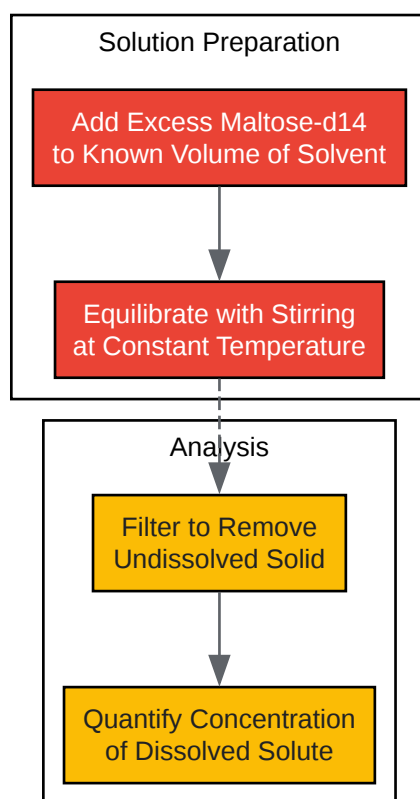 Solution Preparation
Add Excess Maltose-d14
to Known Volume of Solvent
Equilibrate with Stirring
at Constant Temperature
Analysis
Filter to Remove
Undissolved Solid
Quantify Concentration
of Dissolved Solute